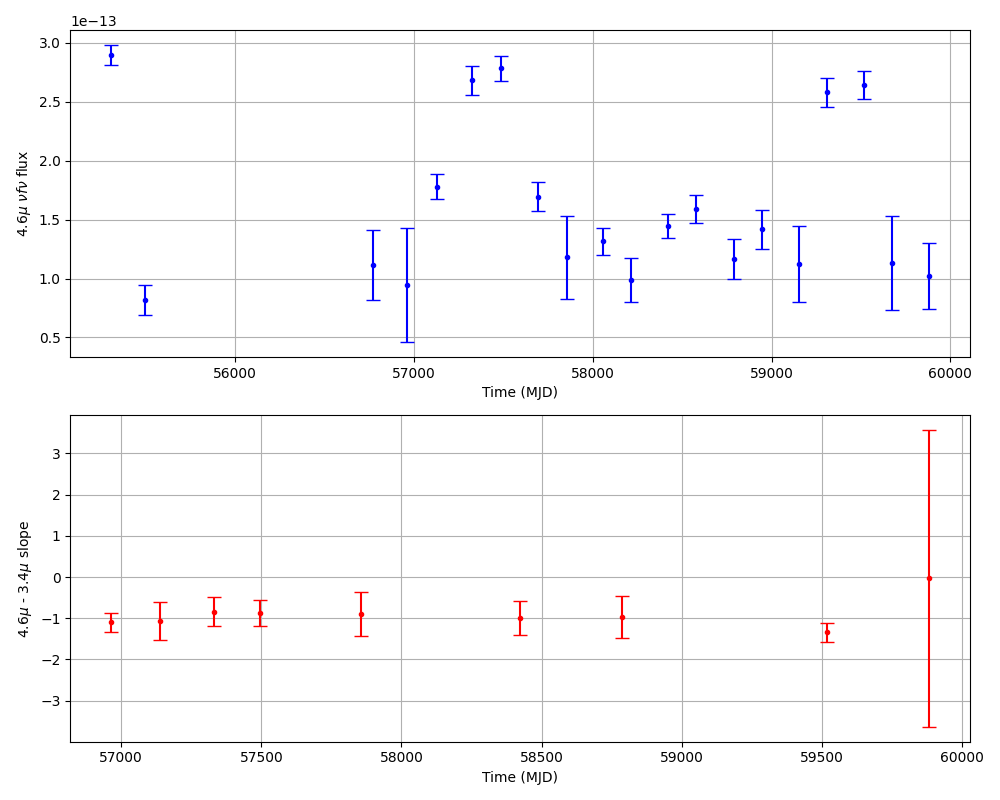 1e−13
3.0
2.5
2.0
1.5
1.0
0.5
4.6μ νfν flux
56000 57000 58000 59000 60000
Time (MJD)
3
2
1
0
−1
−2
−3
4.6μ - 3.4μ slope
57000 57500 58000 58500 59000 59500 60000
Time (MJD)